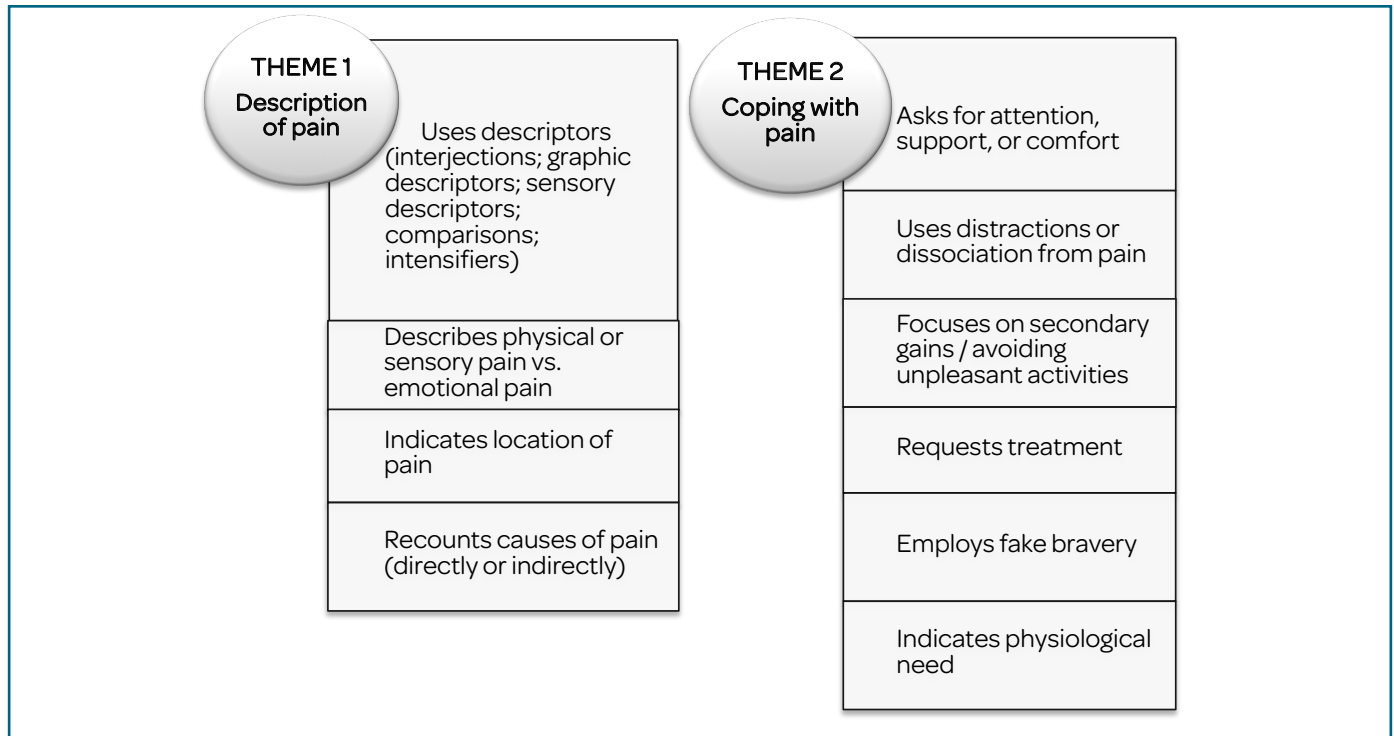 THEME 1
Description
of pain
Uses descriptors
(interjections; graphic
descriptors; sensory
descriptors;
comparisons;
intensifiers)
Describes physical or
sensory pain vs.
emotional pain
Indicates location of
pain
Recounts causes of pain
(directly or indirectly)
THEME 2
Coping with
pain
Asks for attention,
support, or comfort
Uses distractions or
dissociation from pain
Focuses on secondary
gains / avoiding
unpleasant activities
Requests treatment
Employs fake bravery
Indicates physiological
need